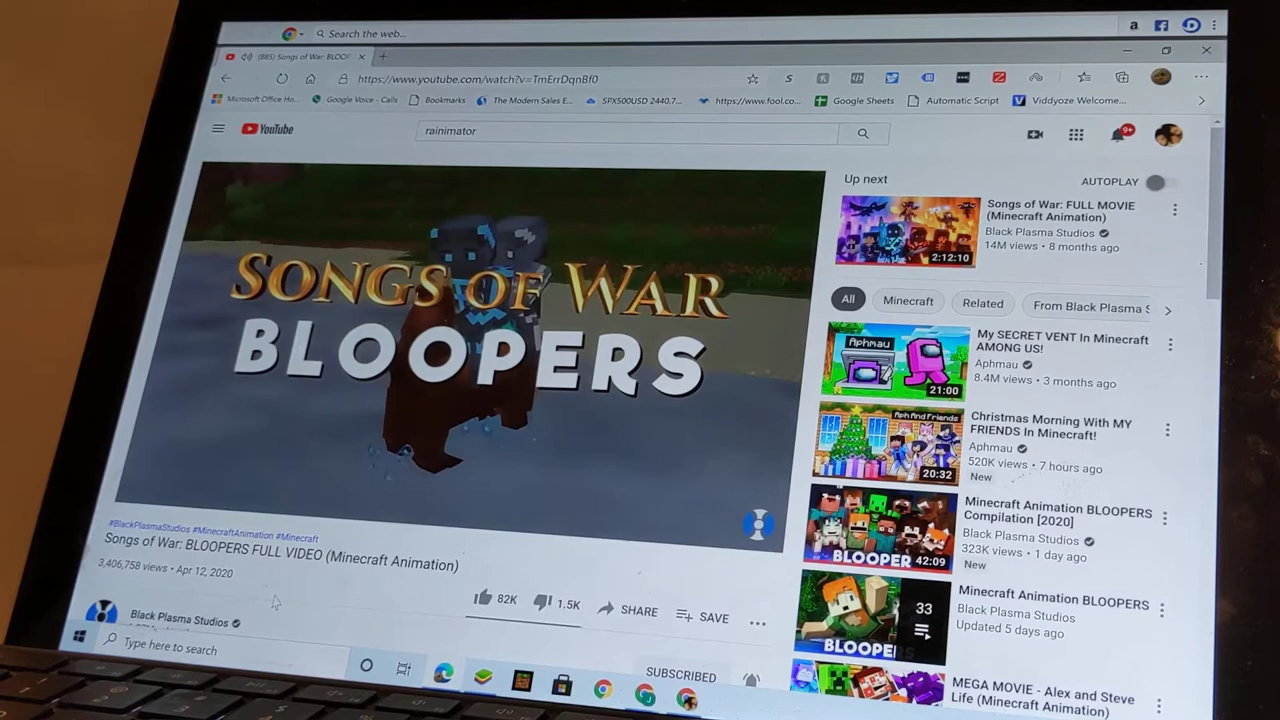 Search the web...
a
(885) Songs of War: BLOOP
https://www.youtube.com/watch?v=TmErrDqnBf0
Microsoft Office Ho...
Google Voice - Calls
Bookmarks
The Modern Sales E...
SPX500USD 2440.7...
https://www.fool.co...
Google Sheets
Automatic Script
Viddyoze Welcome...
YouTube
rainimator
9+
SONGS OF WAR
BLOOPERS
Up next
AUTOPLAY
Songs of War: FULL MOVIE
(Minecraft Animation)
Black Plasma Studios
14M views • 8 months ago
2:12:10
All
Minecraft
Related
From Black Plasma S
My SECRET VENT In Minecraft
AMONG US!
Aphmau
8.4M views • 3 months ago
Aphmau
21:00
Christmas Morning With MY
FRIENDS In Minecraft!
Aphmau
520K views • 7 hours ago
New
Aph And Friends
20:32
Minecraft Animation BLOOPERS
Compilation [2020]
Black Plasma Studios
323K views • 1 day ago
New
BLOOPER
42:09
Minecraft Animation BLOOPERS
Black Plasma Studios
Updated 5 days ago
33
BLOOPE
MEGA MOVIE - Alex and Steve
Life (Minecraft Animation)
#BlackPlasmaStudios #MinecraftAnimation #Minecraft
Songs of War: BLOOPERS FULL VIDEO (Minecraft Animation)
3,406,758 views • Apr 12, 2020
82K
1.5K
SHARE
SAVE
Black Plasma Studios
SUBSCRIBED
Type here to search